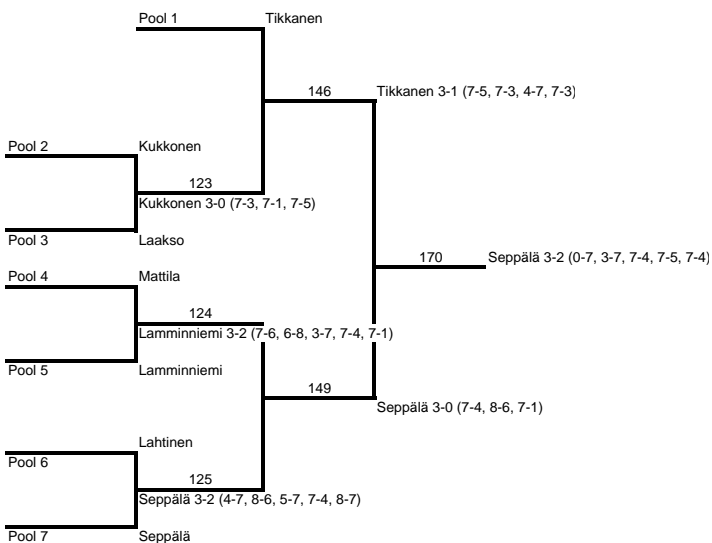 Pool 1 Tikkanen
146 Tikkanen 3-1 (7-5, 7-3, 4-7, 7-3)
Pool 2 Kukkonen
123
Kukkonen 3-0 (7-3, 7-1, 7-5)
Pool 3 Laakso
170 Seppälä 3-2 (0-7, 3-7, 7-4, 7-5, 7-4)
Pool 4 Mattila
124
Lamminniemi 3-2 (7-6, 6-8, 3-7, 7-4, 7-1)
Pool 5 Lamminniemi
149
Seppälä 3-0 (7-4, 8-6, 7-1)
Lahtinen
Pool 6
125
Seppälä 3-2 (4-7, 8-6, 5-7, 7-4, 8-7)
Pool 7 Seppälä